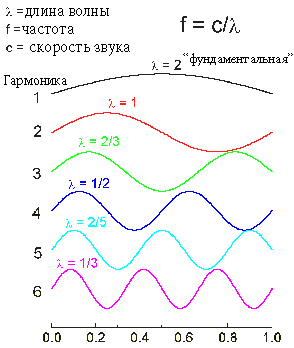 λ =длина волны
f =частота
c = скорость звука
f = c/λ
Гармоника
λ = 2 "фундаментальная"
1
λ = 1
2
λ = 2/3
3
λ = 1/2
4
λ = 2/5
5
λ = 1/3
6
0.0 0.2 0.4 0.6 0.8 1.0